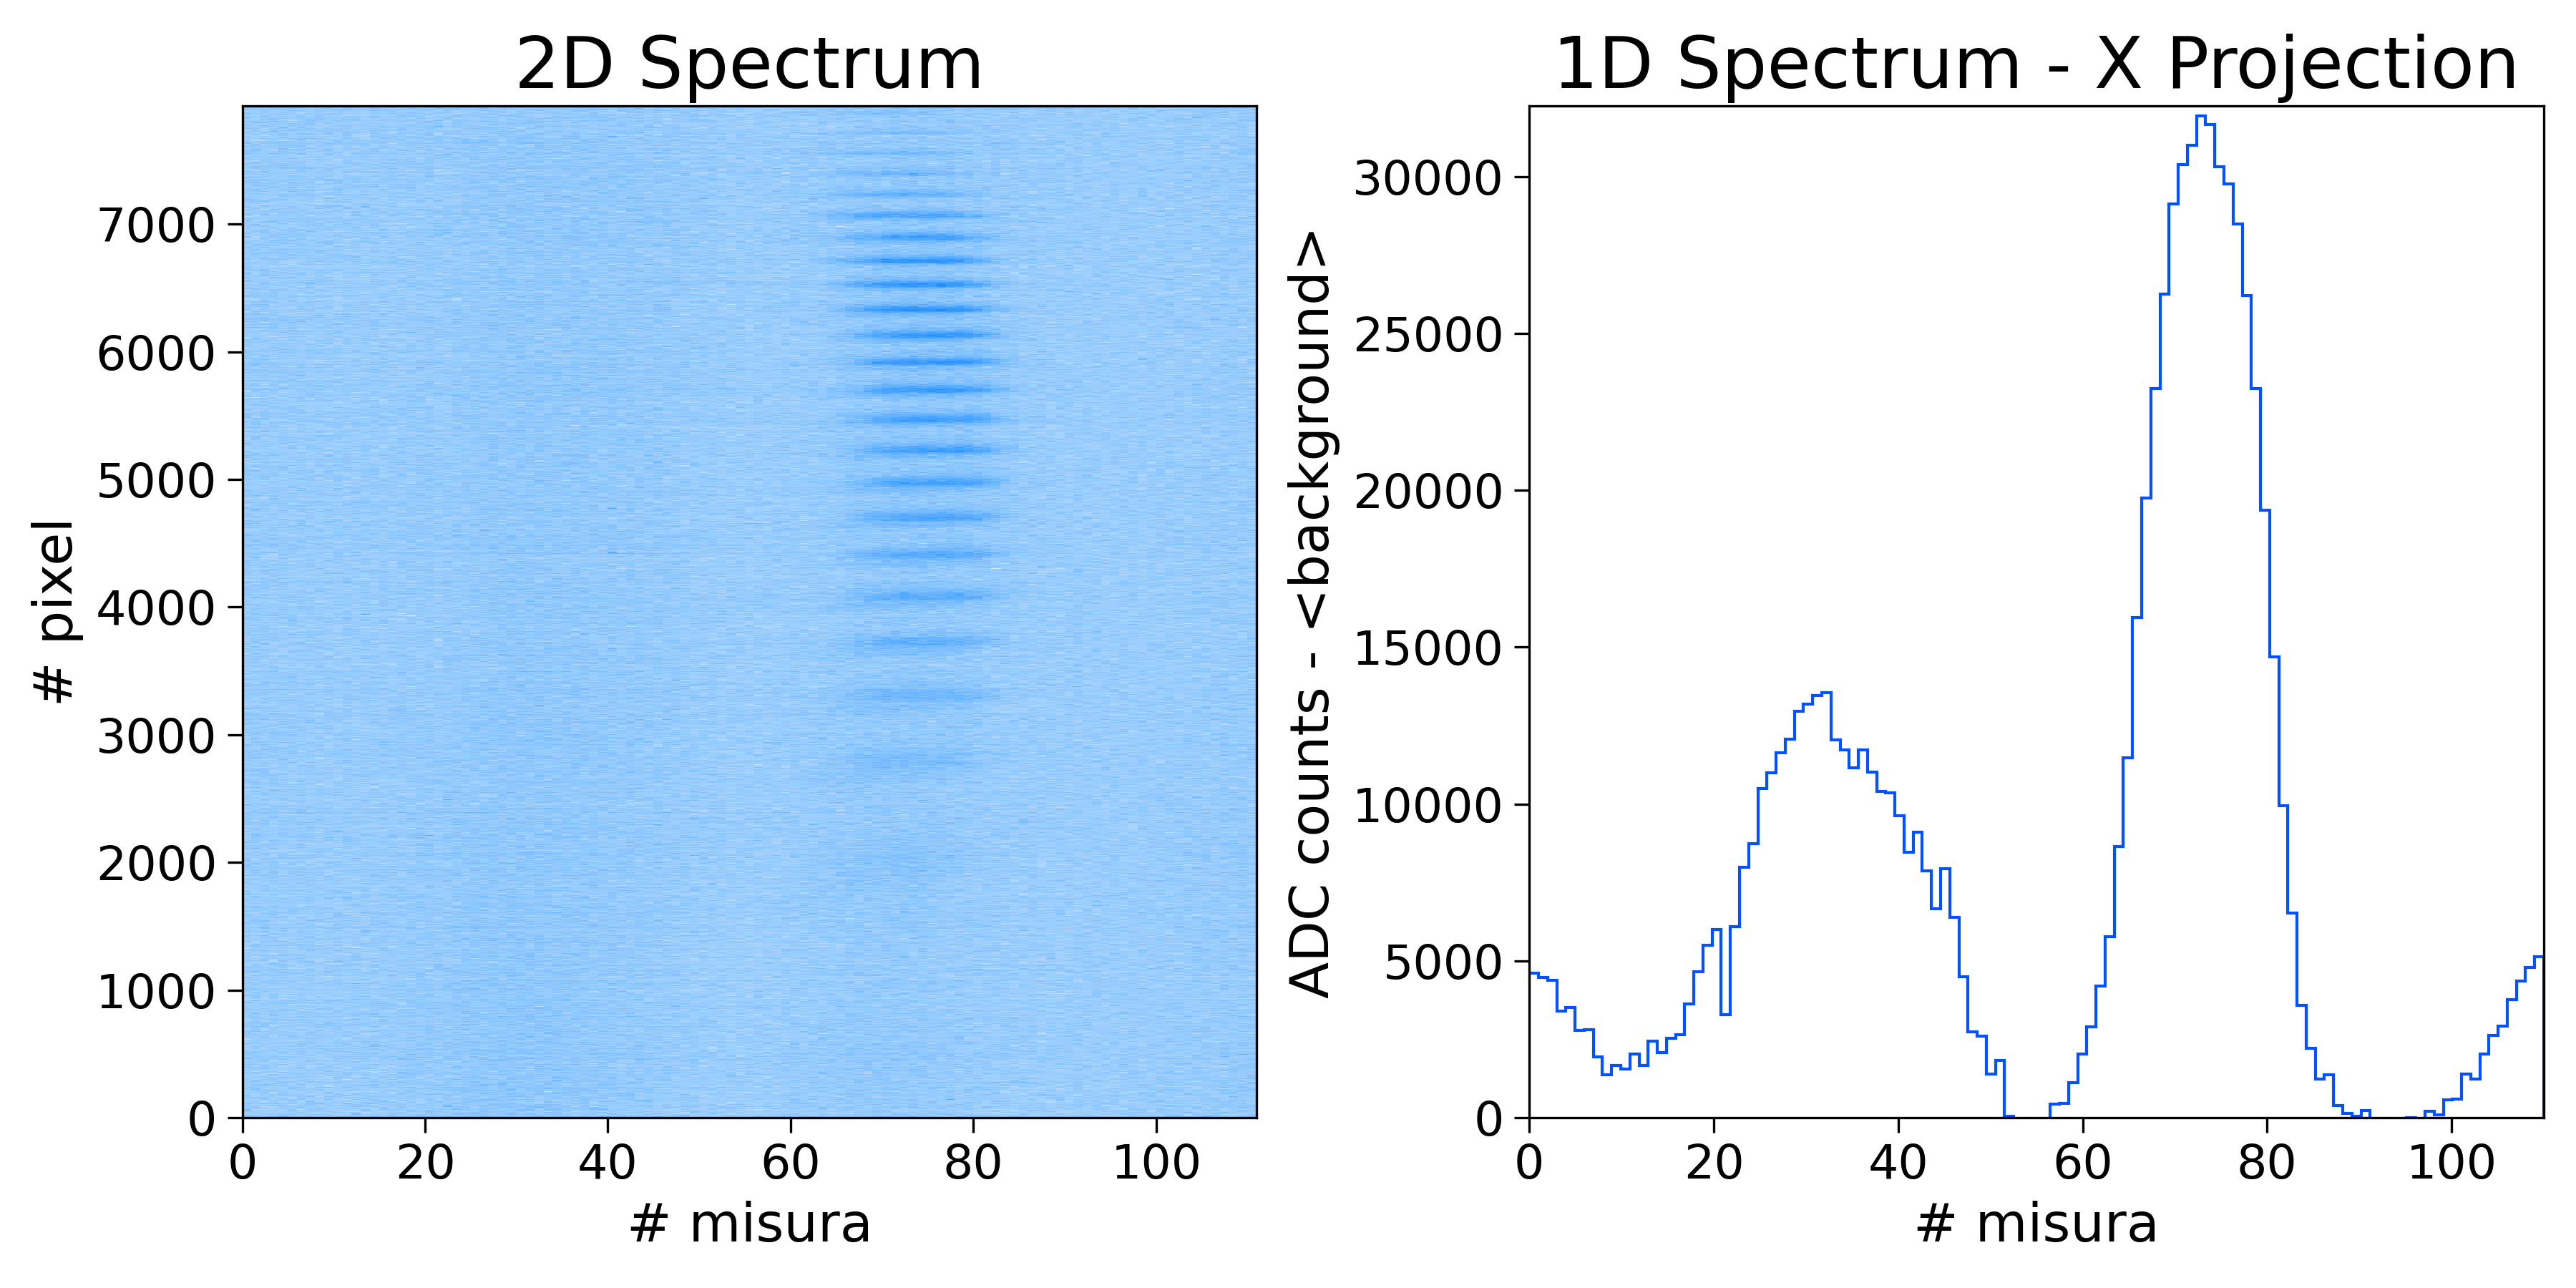 2D Spectrum
# pixel
7000
6000
5000
4000
3000
2000
1000
0
0 20 40 60 80 100
# misura
1D Spectrum - X Projection
ADC counts - <background>
30000
25000
20000
15000
10000
5000
0
0 20 40 60 80 100
# misura